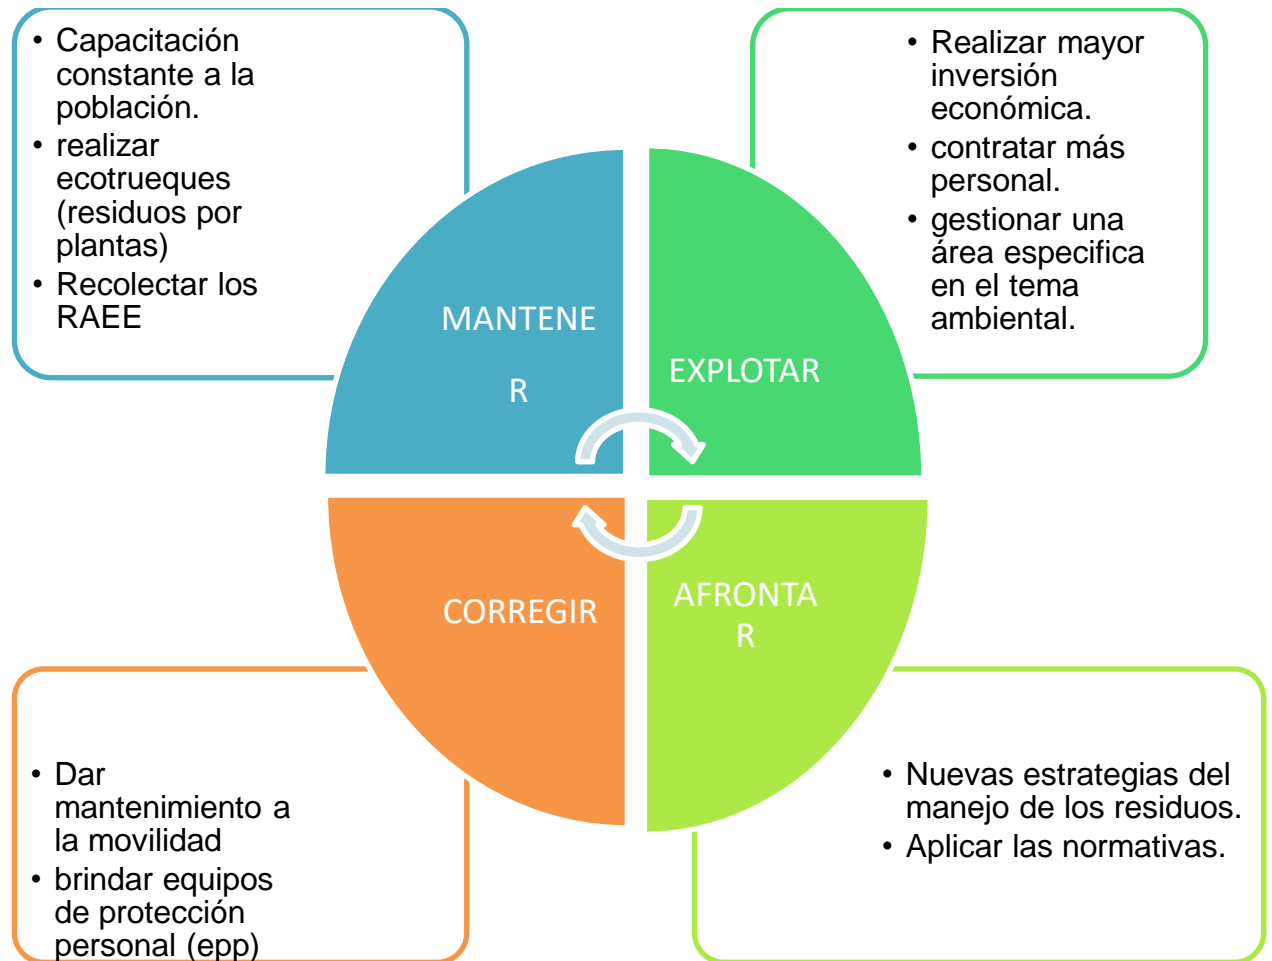 • Capacitación
constante a la
población.
• realizar
ecotrueques
(residuos por
plantas)
• Recolectar los
RAEE
• Realizar mayor
inversión
económica.
• contratar más
personal.
• gestionar una
área especifica
en el tema
ambiental.
MANTENE
R
EXPLOTAR
CORREGIR
AFRONTA
R
• Dar
mantenimiento a
la movilidad
• brindar equipos
de protección
personal (epp)
• Nuevas estrategias del
manejo de los residuos.
• Aplicar las normativas.